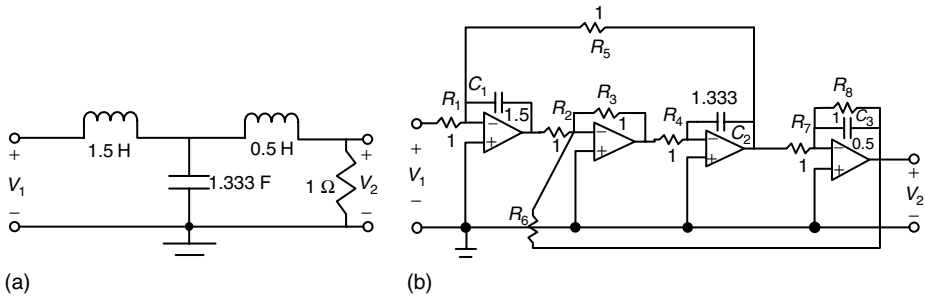 1.5 H
0.5 H
+
V1
−
1.333 F
1 Ω
+
V2
−
(a)
1
R5
R1
1
C1
1.5
−
+
R2
1
R3
1
−
+
R4
1
1.333
C2
−
+
R7
1
R8
1
C3
0.5
−
+
R6
+
V1
−
+
V2
−
(b)